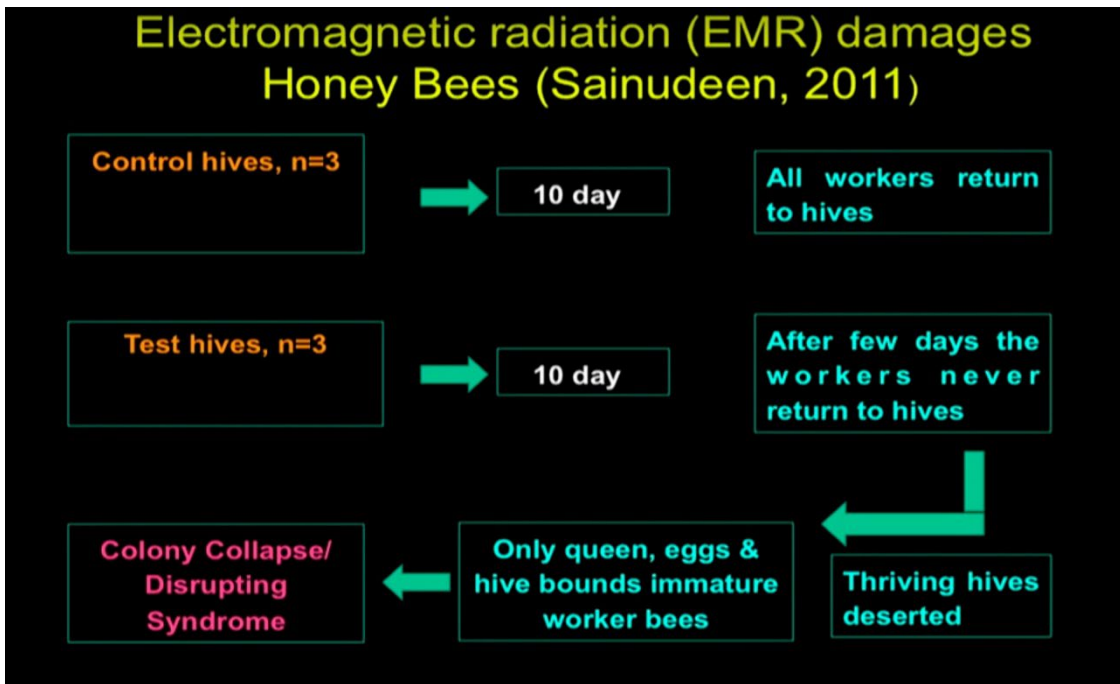 Electromagnetic radiation (EMR) damages
Honey Bees (Sainudeen, 2011)
Control hives, n=3
10 day
All workers return
to hives
Test hives, n=3
10 day
After few days the
workers never
return to hives
Colony Collapse/
Disrupting
Syndrome
Only queen, eggs &
hive bounds immature
worker bees
Thriving hives
deserted